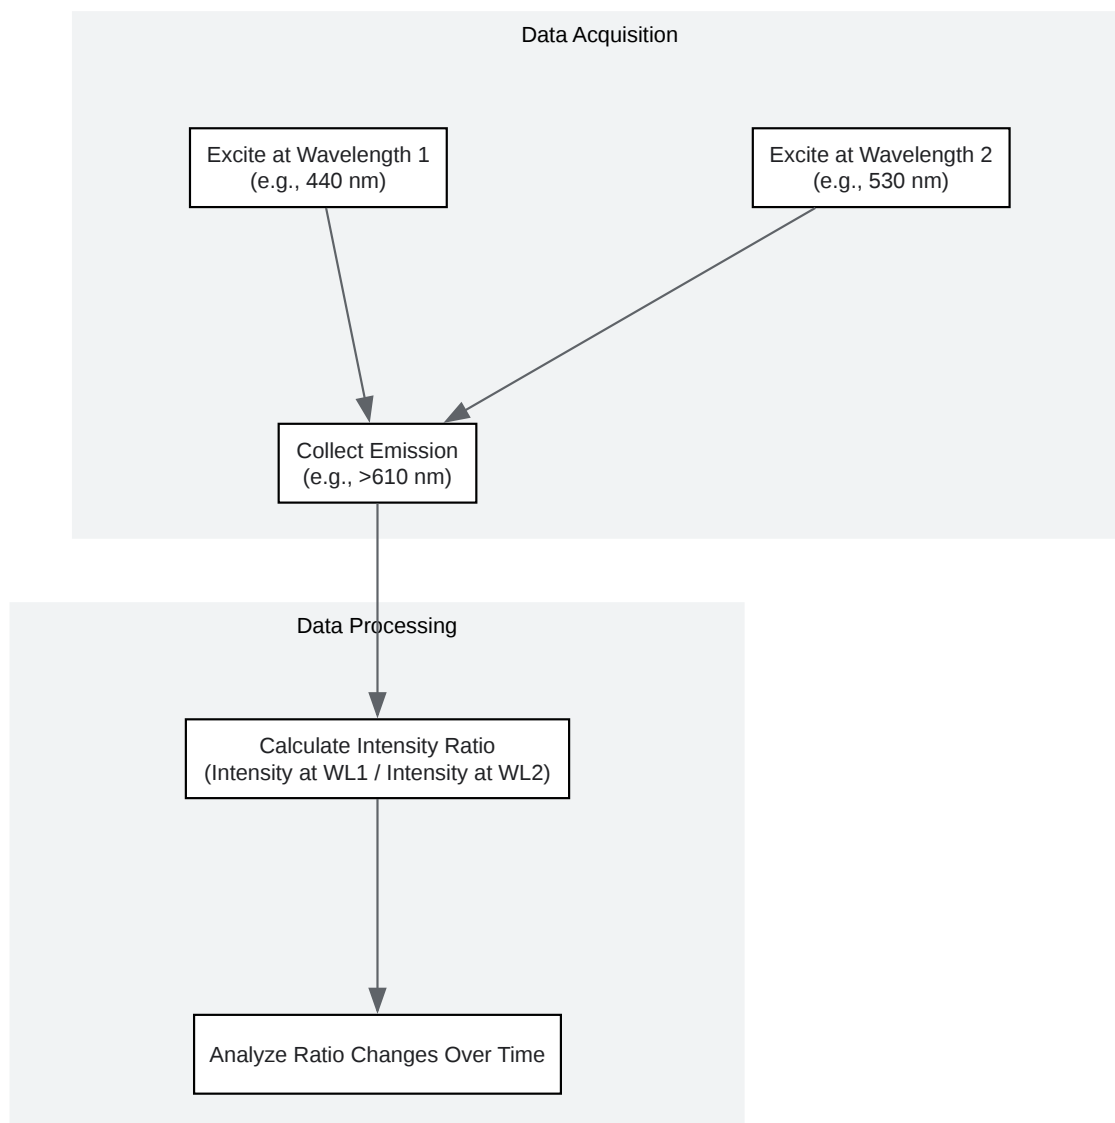 Data Acquisition
Excite at Wavelength 1
(e.g., 440 nm)
Excite at Wavelength 2
(e.g., 530 nm)
Collect Emission
(e.g., >610 nm)
Data Processing
Calculate Intensity Ratio
(Intensity at WL1 / Intensity at WL2)
Analyze Ratio Changes Over Time